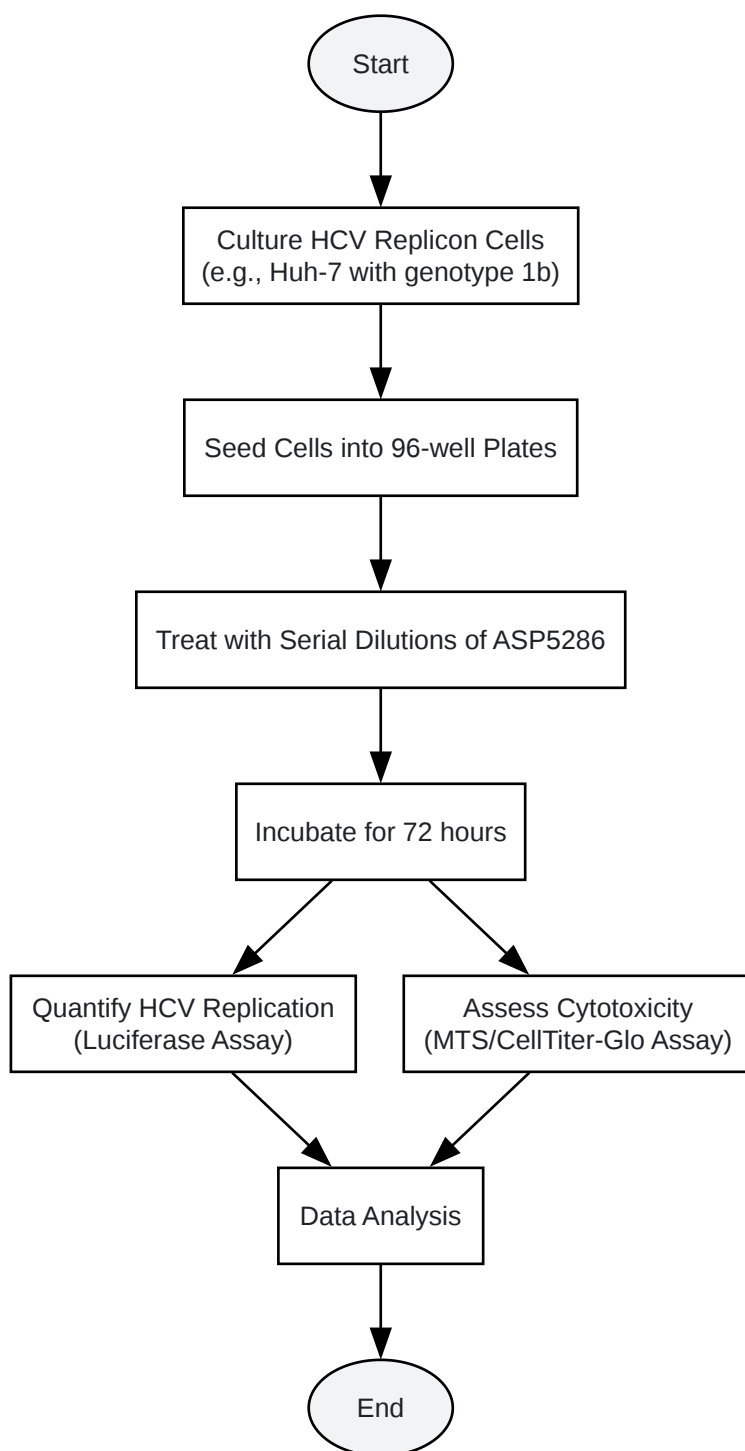 Start
Culture HCV Replicon Cells
(e.g., Huh-7 with genotype 1b)
Seed Cells into 96-well Plates
Treat with Serial Dilutions of ASP5286
Incubate for 72 hours
Quantify HCV Replication
(Luciferase Assay)
Assess Cytotoxicity
(MTS/CellTiter-Glo Assay)
Data Analysis
End